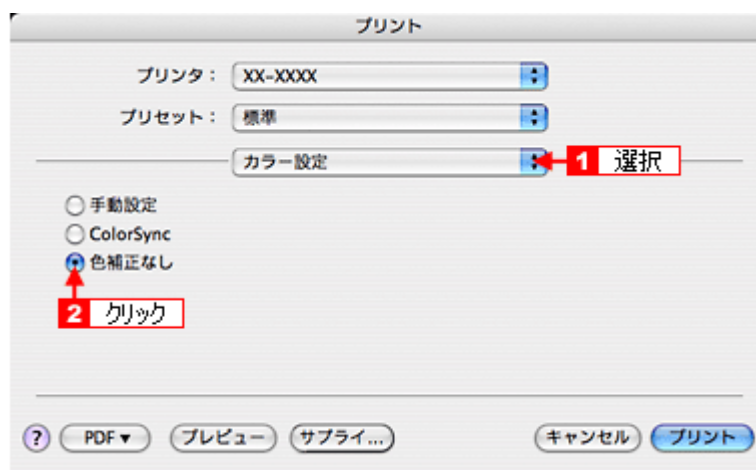 プリント
プリンタ： XX-XXXX
プリセット： 標準
カラー設定 1 選択
手動設定
ColorSync
色補正なし
2 クリック
? PDF▼ プレビュー サプライ... キャンセル プリント